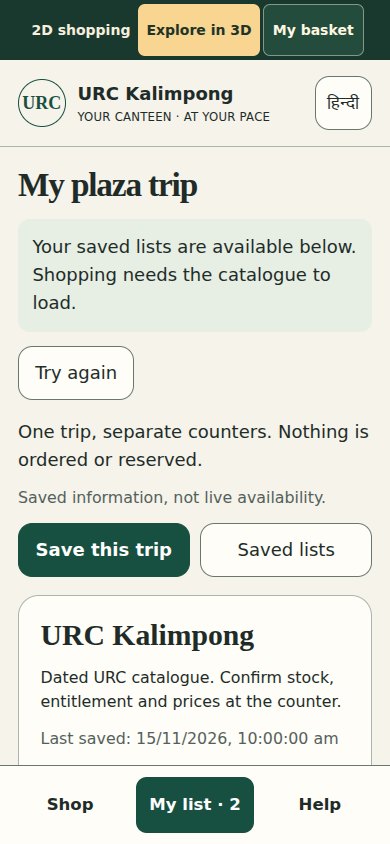 2D shopping Explore in 3D My basket
URC
URC Kalimpong
YOUR CANTEEN · AT YOUR PACE
हिन्दी
My plaza trip
Your saved lists are available below.
Shopping needs the catalogue to
load.
Try again
One trip, separate counters. Nothing is
ordered or reserved.
Saved information, not live availability.
Save this trip Saved lists
URC Kalimpong
Dated URC catalogue. Confirm stock,
entitlement and prices at the counter.
Last saved: 15/11/2026, 10:00:00 am
Shop My list · 2 Help